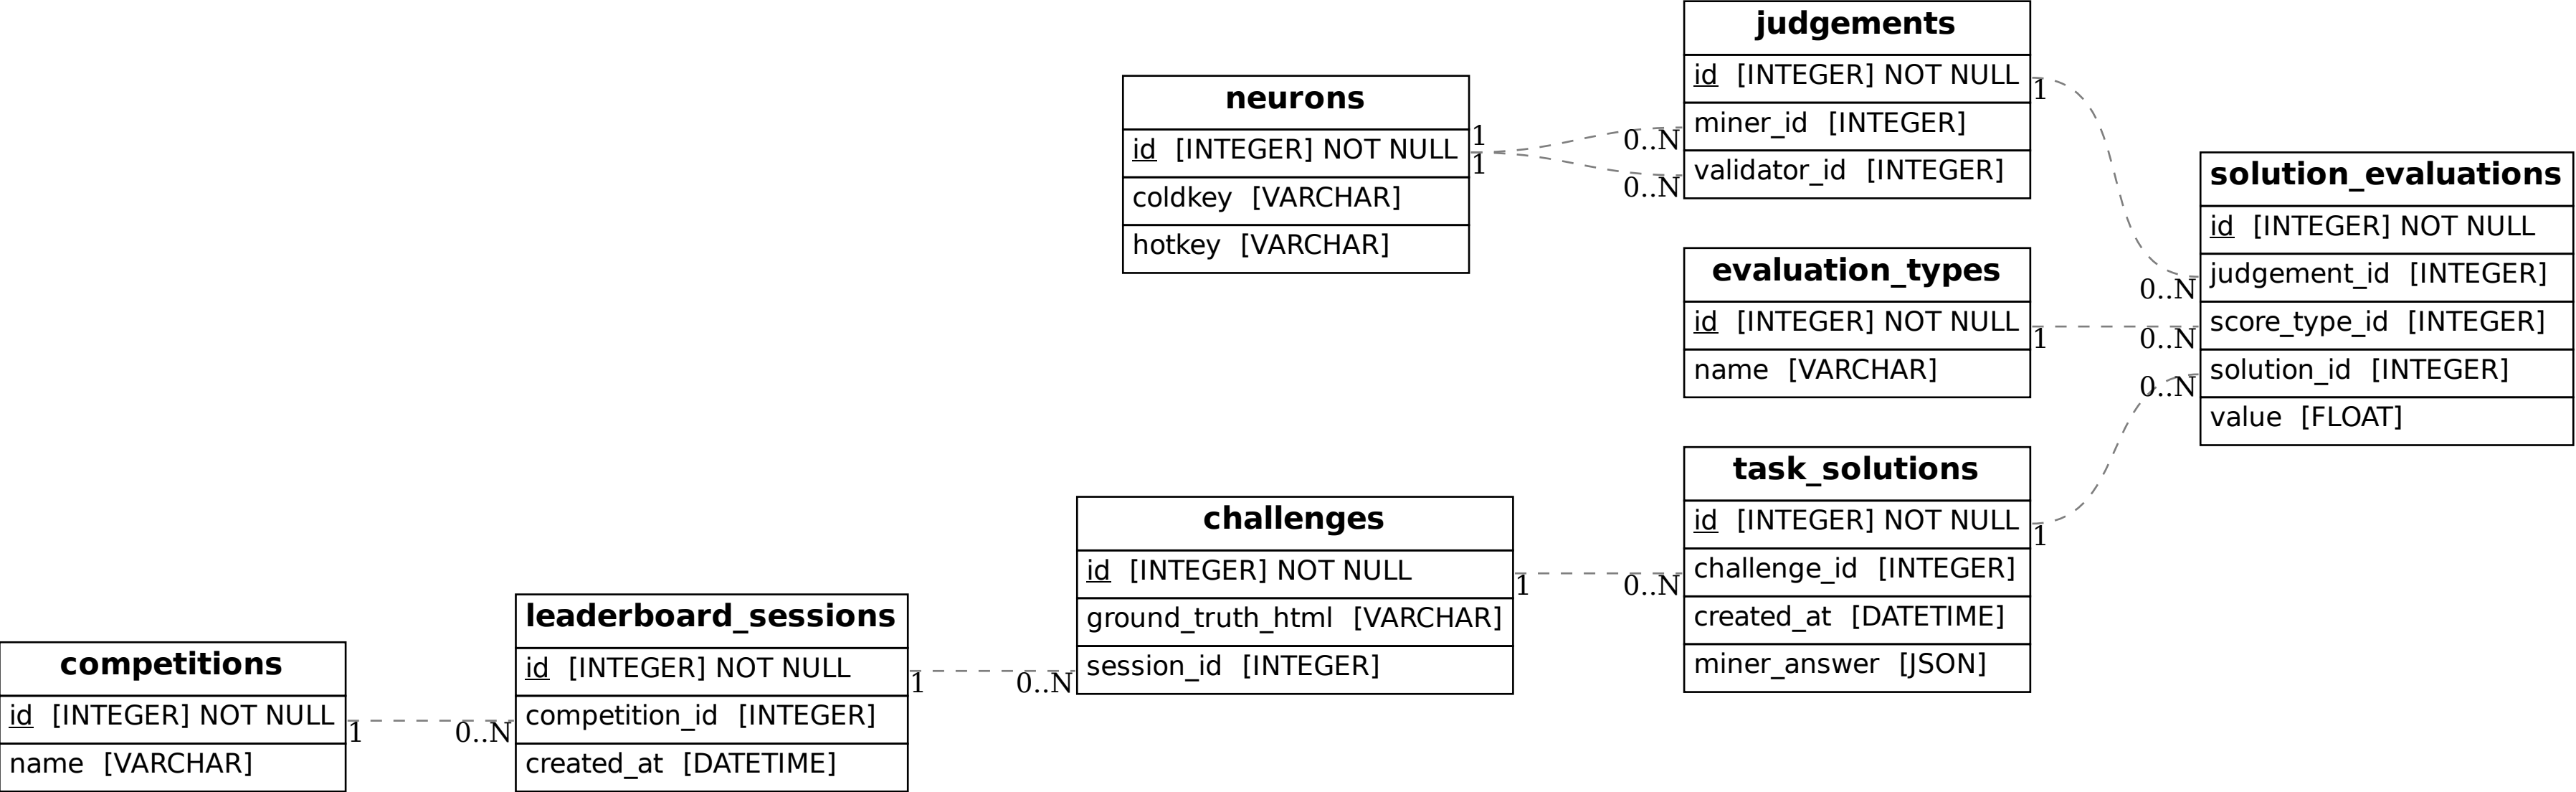 judgements
id [INTEGER] NOT NULL
miner_id [INTEGER]
validator_id [INTEGER]
neurons
id [INTEGER] NOT NULL
coldkey [VARCHAR]
hotkey [VARCHAR]
1
0..N
1
0..N
evaluation_types
id [INTEGER] NOT NULL
name [VARCHAR]
solution_evaluations
id [INTEGER] NOT NULL
judgement_id [INTEGER]
score_type_id [INTEGER]
solution_id [INTEGER]
value [FLOAT]
1
0..N
1
0..N
1
0..N
task_solutions
id [INTEGER] NOT NULL
challenge_id [INTEGER]
created_at [DATETIME]
miner_answer [JSON]
challenges
id [INTEGER] NOT NULL
ground_truth_html [VARCHAR]
session_id [INTEGER]
1
0..N
leaderboard_sessions
id [INTEGER] NOT NULL
competition_id [INTEGER]
created_at [DATETIME]
1
0..N
competitions
id [INTEGER] NOT NULL
name [VARCHAR]
1
0..N